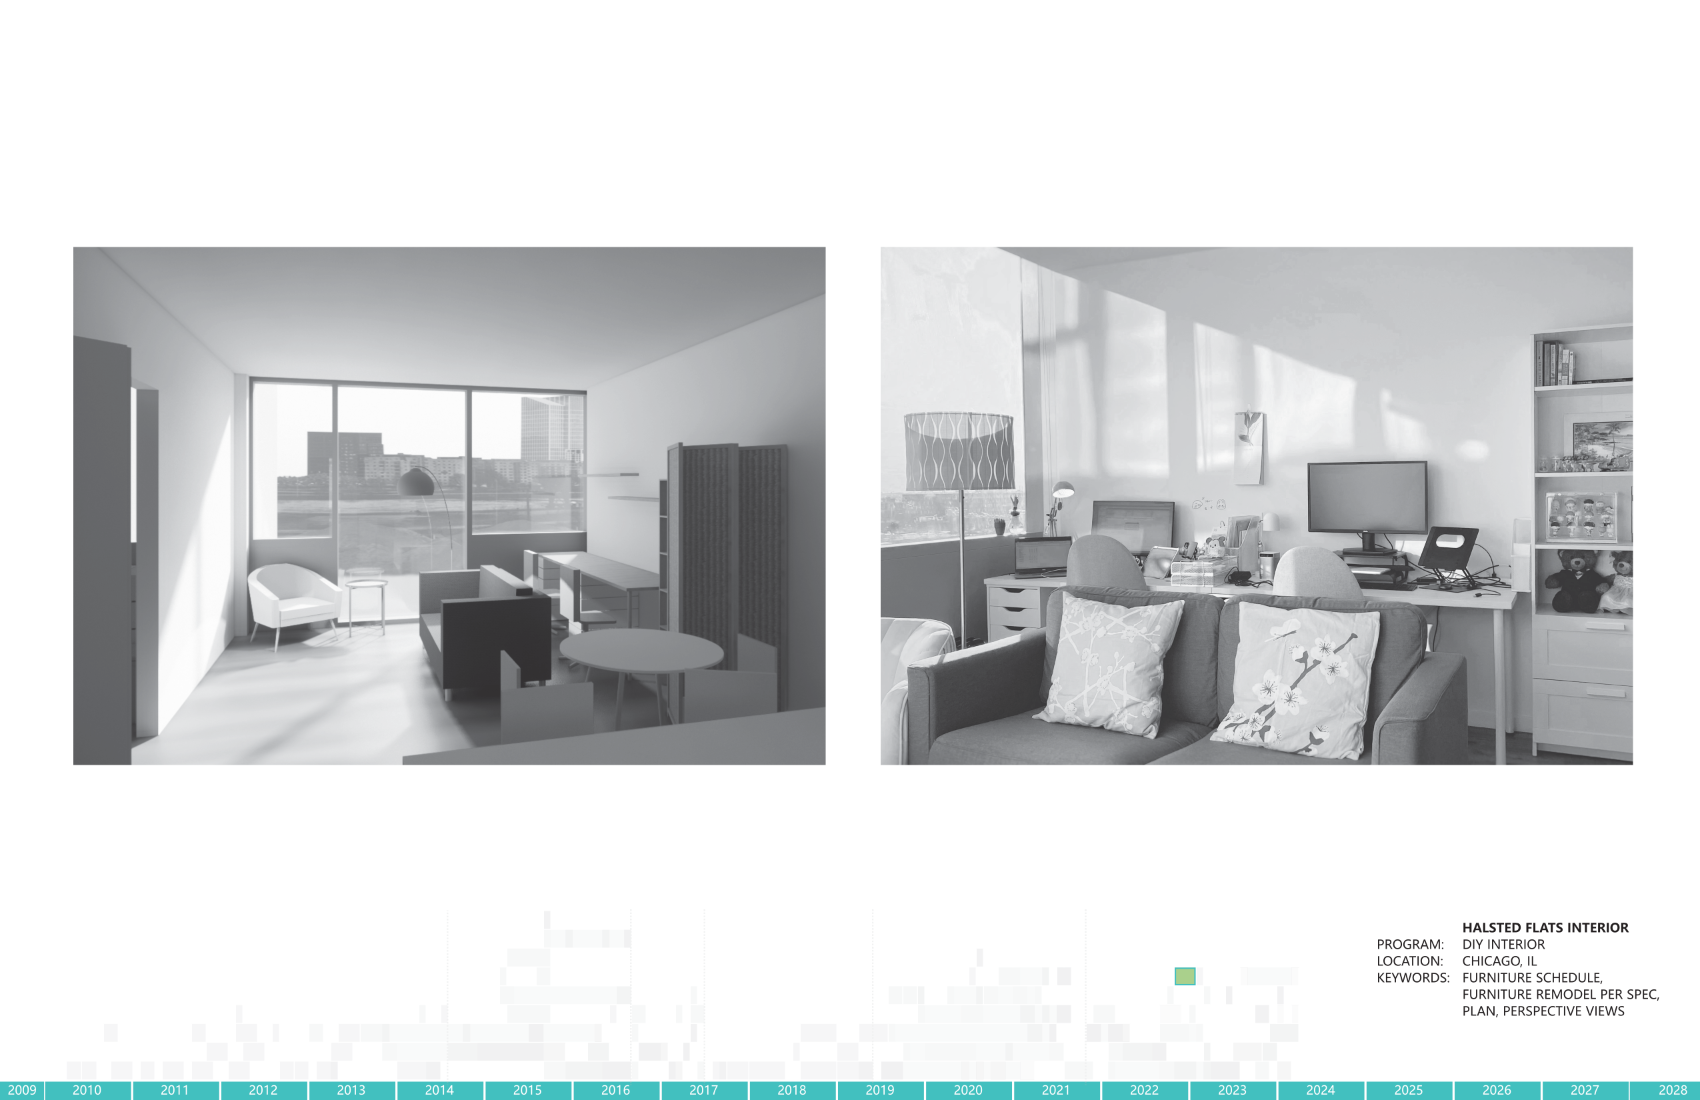 HALSTED FLATS INTERIOR
PROGRAM: DIY INTERIOR
LOCATION: CHICAGO, IL
KEYWORDS: FURNITURE SCHEDULE,
FURNITURE REMODEL PER SPEC,
PLAN, PERSPECTIVE VIEWS
2009 2010 2011 2012 2013 2014 2015 2016 2017 2018 2019 2020 2021 2022 2023 2024 2025 2026 2027 2028